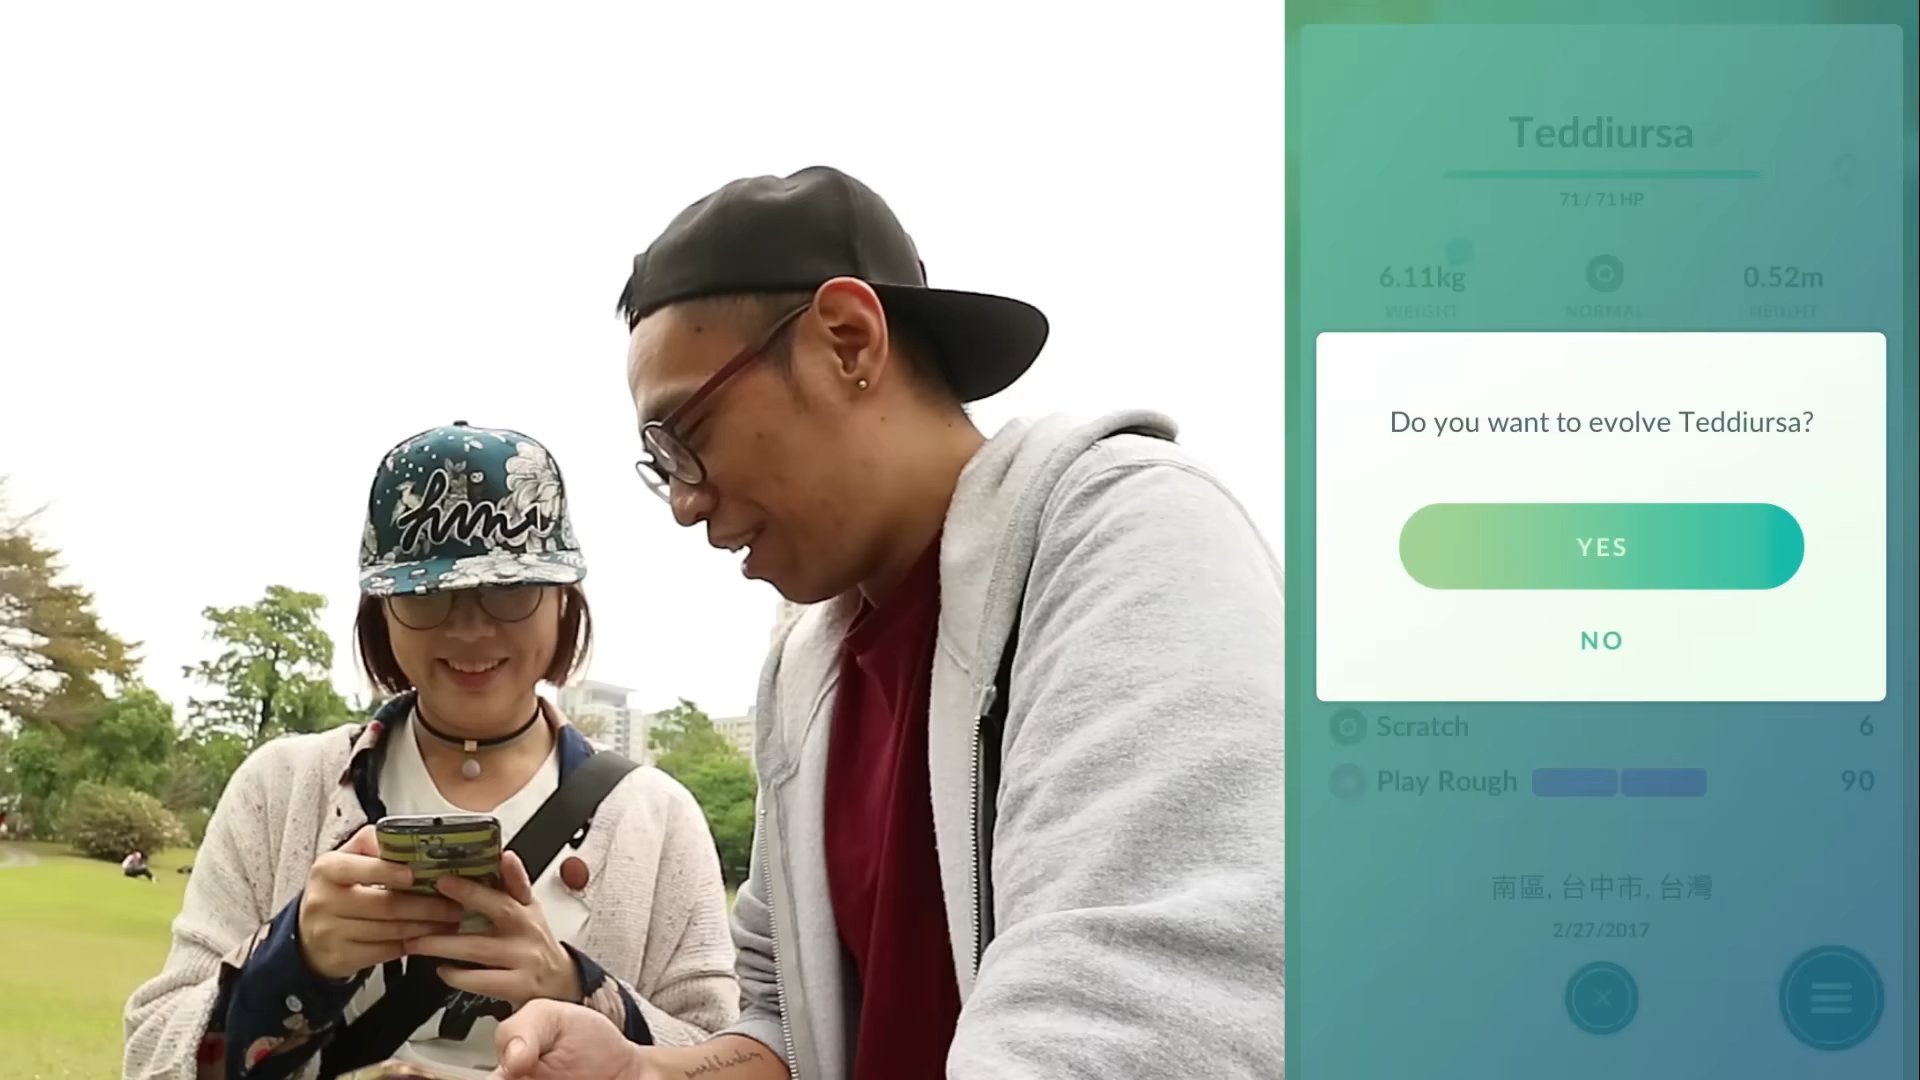 Teddiursa
71 / 71 HP
6.11kg
WEIGHT
NORMAL
0.52m
HEIGHT
Do you want to evolve Teddiursa?
YES
NO
Scratch
6
Play Rough
90
南區, 台中市, 台灣
2/27/2017